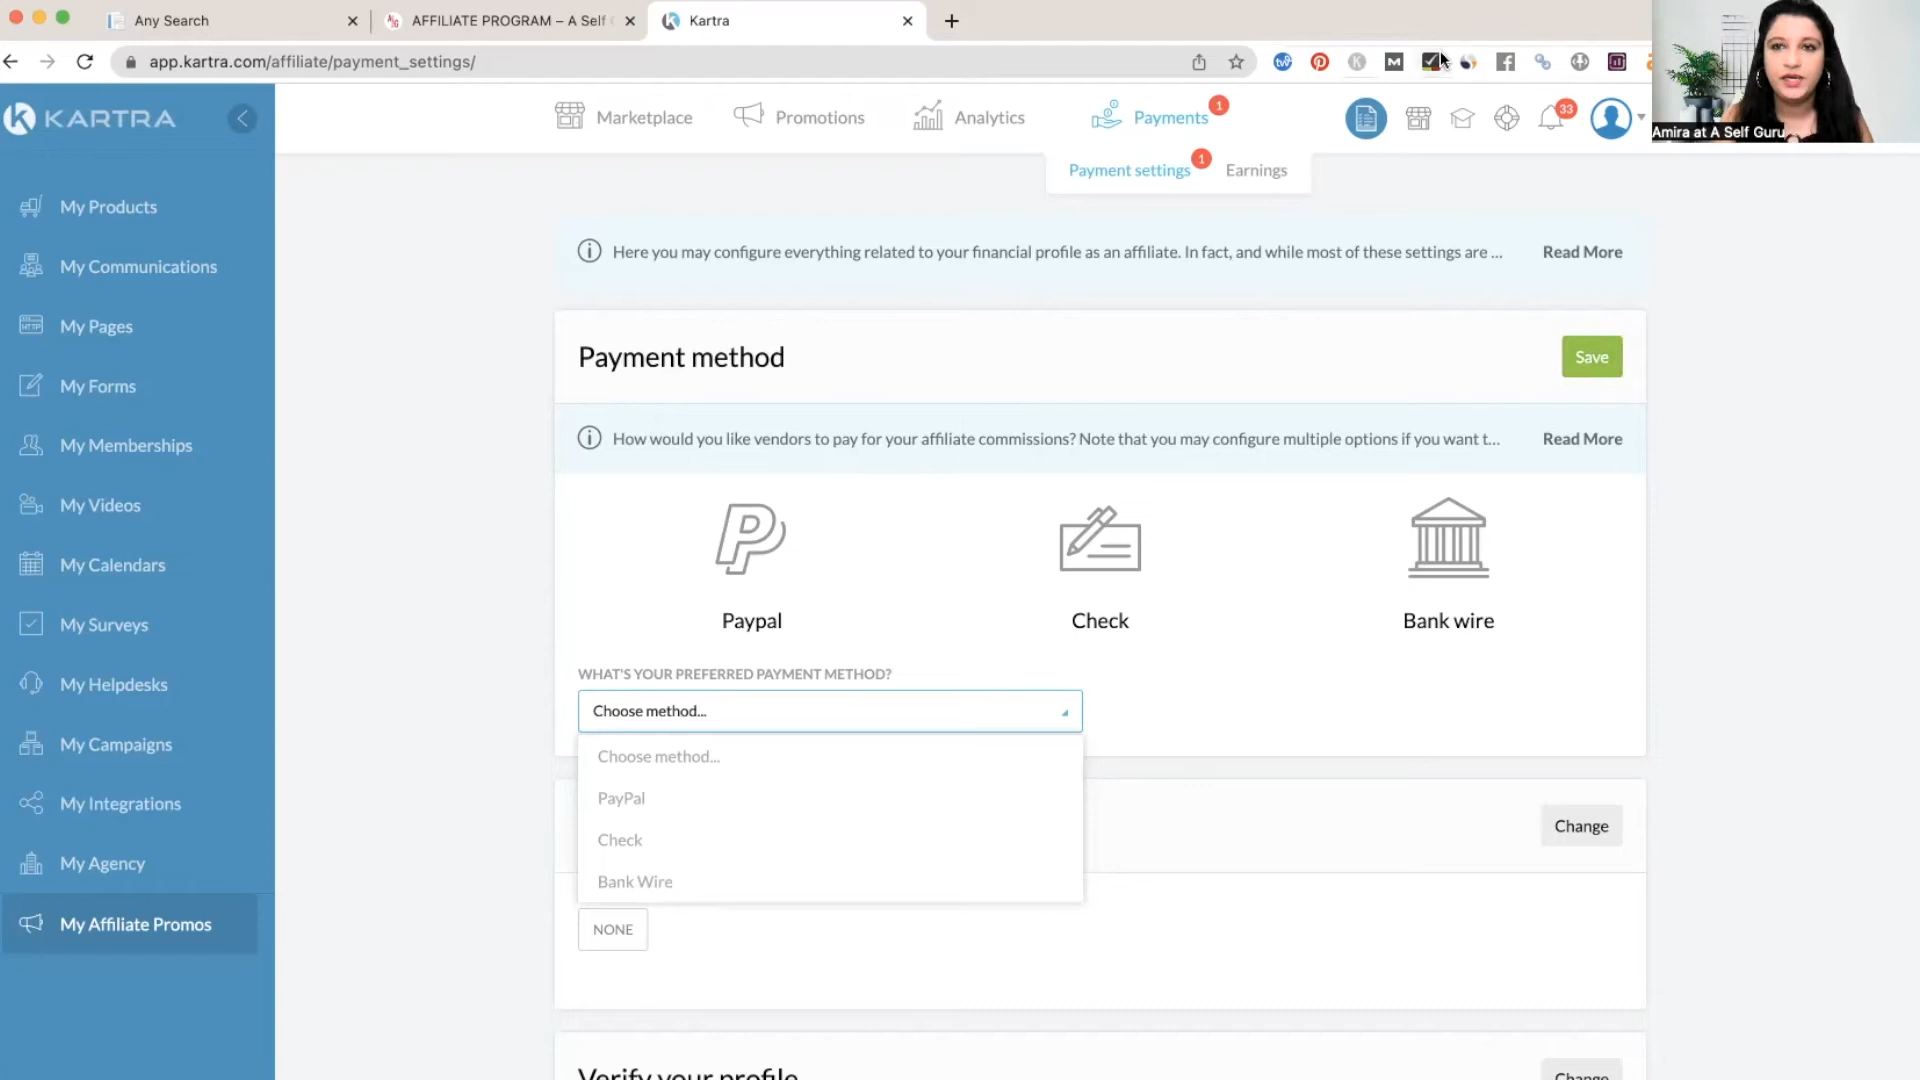 Any Search
AFFILIATE PROGRAM – A Self
Kartra
app.kartra.com/affiliate/payment_settings/
Amira at A Self Guru
KARTRA
Marketplace
Promotions
Analytics
Payments
1
33
Payment settings
1
Earnings
My Products
My Communications
My Pages
My Forms
My Memberships
My Videos
My Calendars
My Surveys
My Helpdesks
My Campaigns
My Integrations
My Agency
My Affiliate Promos
Here you may configure everything related to your financial profile as an affiliate. In fact, and while most of these settings are ...
Read More
Payment method
Save
How would you like vendors to pay for your affiliate commissions? Note that you may configure multiple options if you want t...
Read More
Paypal
Check
Bank wire
WHAT'S YOUR PREFERRED PAYMENT METHOD?
Choose method...
Choose method...
PayPal
Check
Bank Wire
Change
NONE
Verify your profile
Change